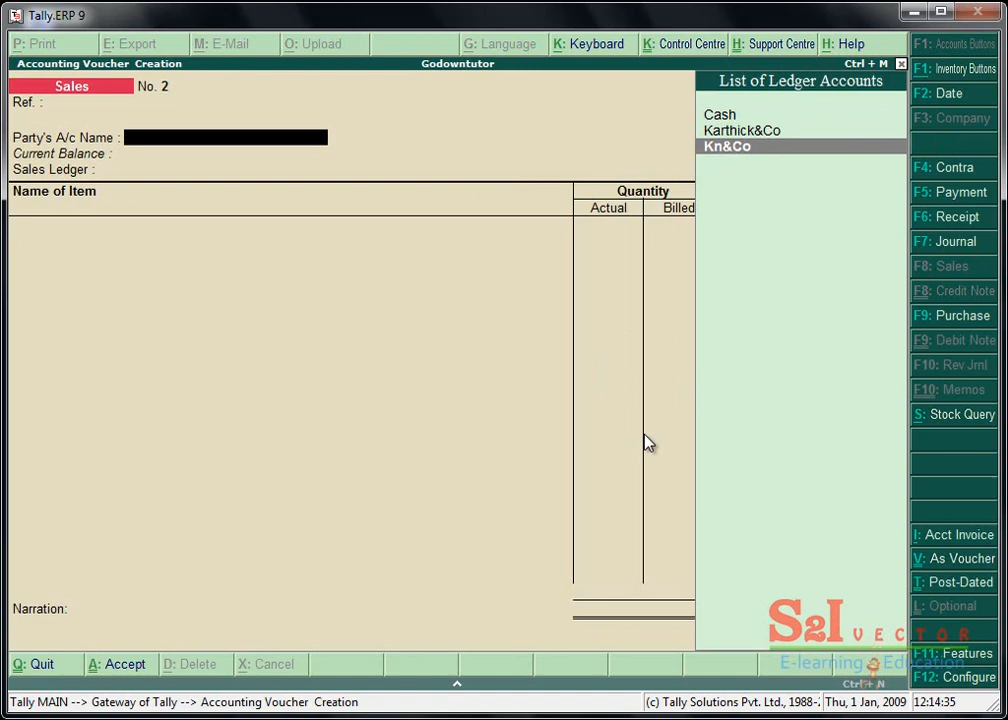 Tally.ERP 9
P: Print E: Export M: E-Mail O: Upload G: Language K: Keyboard K: Control Centre H: Support Centre H: Help
Accounting Voucher Creation Godowntutor Ctrl + M
Sales No. 2
Ref. :
Party's A/c Name :
Current Balance :
Sales Ledger :
Name of Item Quantity
Actual Billed
Narration:
List of Ledger Accounts
Cash
Karthick&Co
Kn&Co
F1: Accounts Buttons
F1: Inventory Buttons
F2: Date
F3: Company
F4: Contra
F5: Payment
F6: Receipt
F7: Journal
F8: Sales
F8: Credit Note
F9: Purchase
F9: Debit Note
F10: Rev Jrnl
F10: Memos
S: Stock Query
I: Acct Invoice
V: As Voucher
T: Post-Dated
L: Optional
F11: Features
F12: Configure
S2I VECTOR
E-learning Education
Q: Quit A: Accept D: Delete X: Cancel
Ctrl + N
Tally MAIN --> Gateway of Tally --> Accounting Voucher Creation (c) Tally Solutions Pvt. Ltd., 1988-2 Thu, 1 Jan, 2009 12:14:35